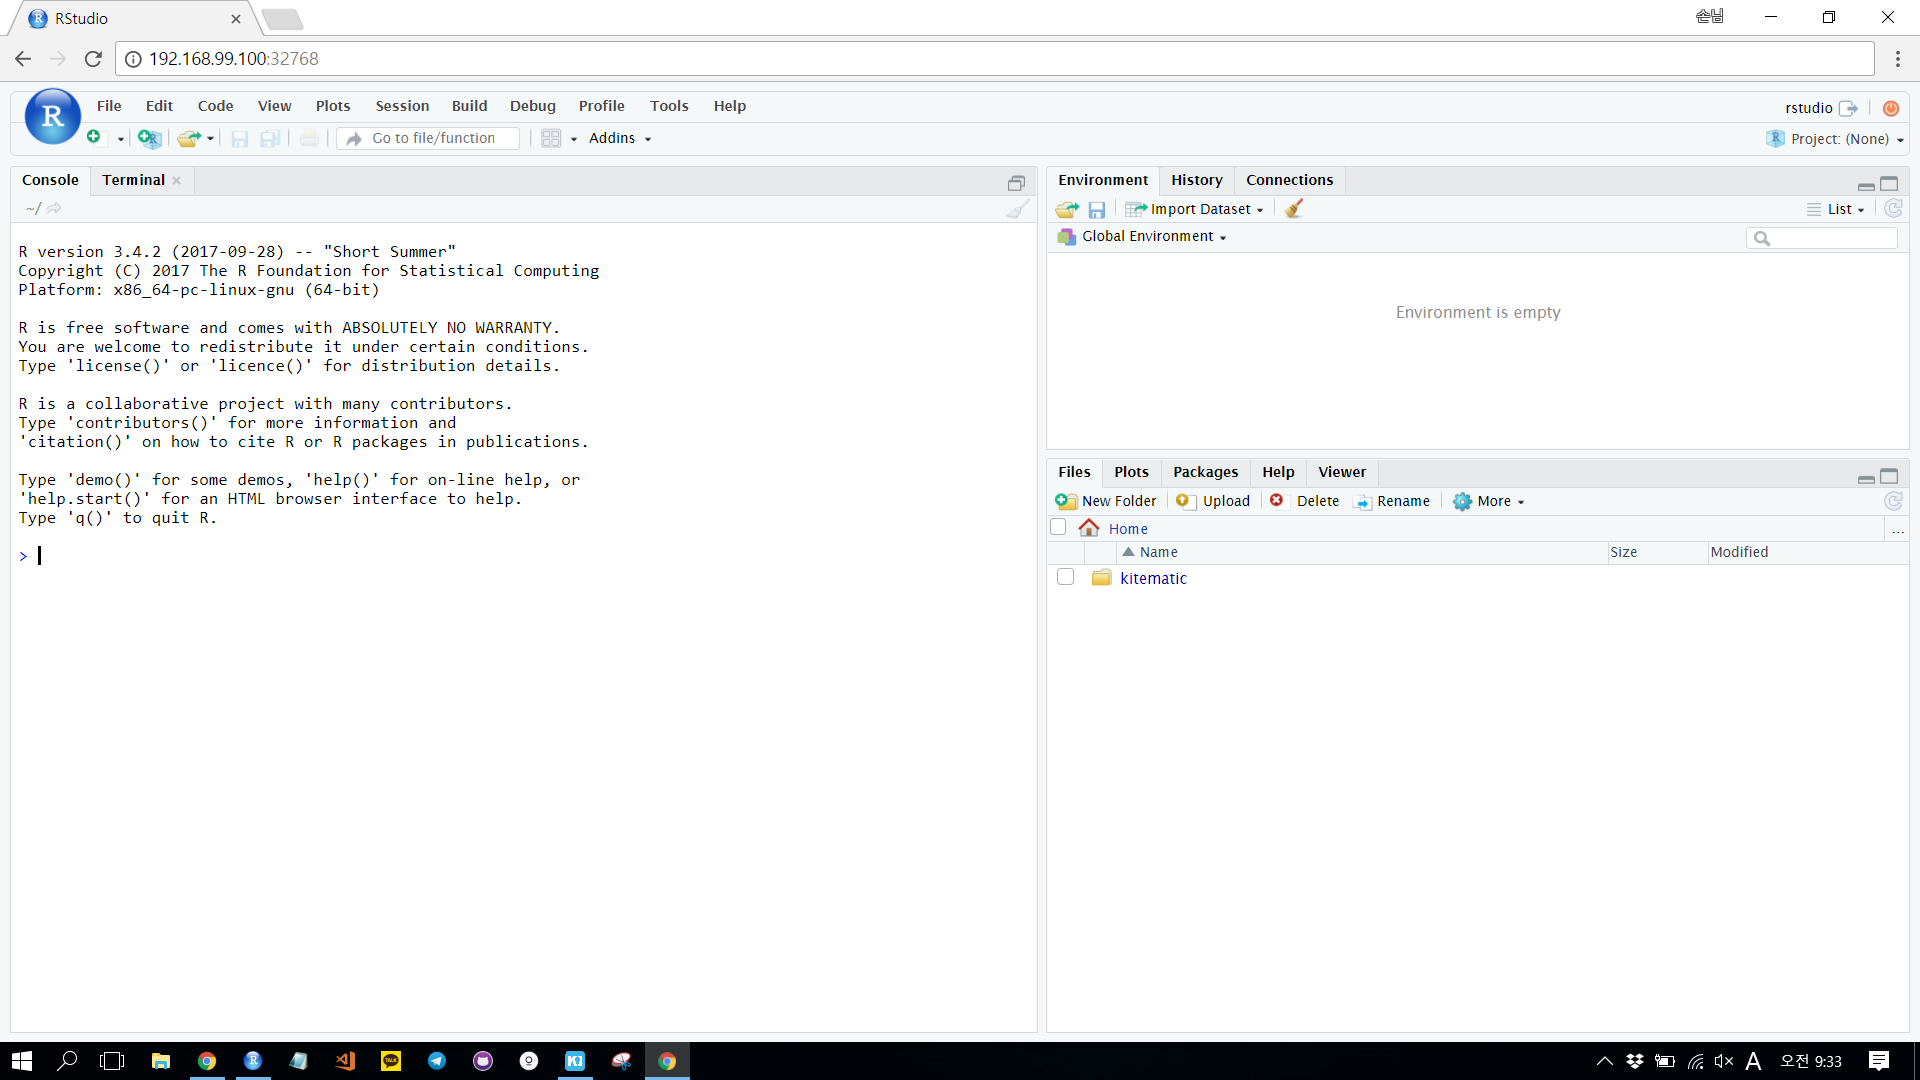 RStudio
손님
192.168.99.100:32768
R
File Edit Code View Plots Session Build Debug Profile Tools Help
rstudio
Go to file/function
Addins
Project: (None)
Console Terminal
~/
R version 3.4.2 (2017-09-28) -- "Short Summer"
Copyright (C) 2017 The R Foundation for Statistical Computing
Platform: x86_64-pc-linux-gnu (64-bit)
R is free software and comes with ABSOLUTELY NO WARRANTY.
You are welcome to redistribute it under certain conditions.
Type 'license()' or 'licence()' for distribution details.
R is a collaborative project with many contributors.
Type 'contributors()' for more information and
'citation()' on how to cite R or R packages in publications.
Type 'demo()' for some demos, 'help()' for on-line help, or
'help.start()' for an HTML browser interface to help.
Type 'q()' to quit R.
>
Environment History Connections
Import Dataset
List
Global Environment
Environment is empty
Files Plots Packages Help Viewer
New Folder Upload Delete Rename More
Home
...
Name Size Modified
kitematic
TALK
A
오전 9:33